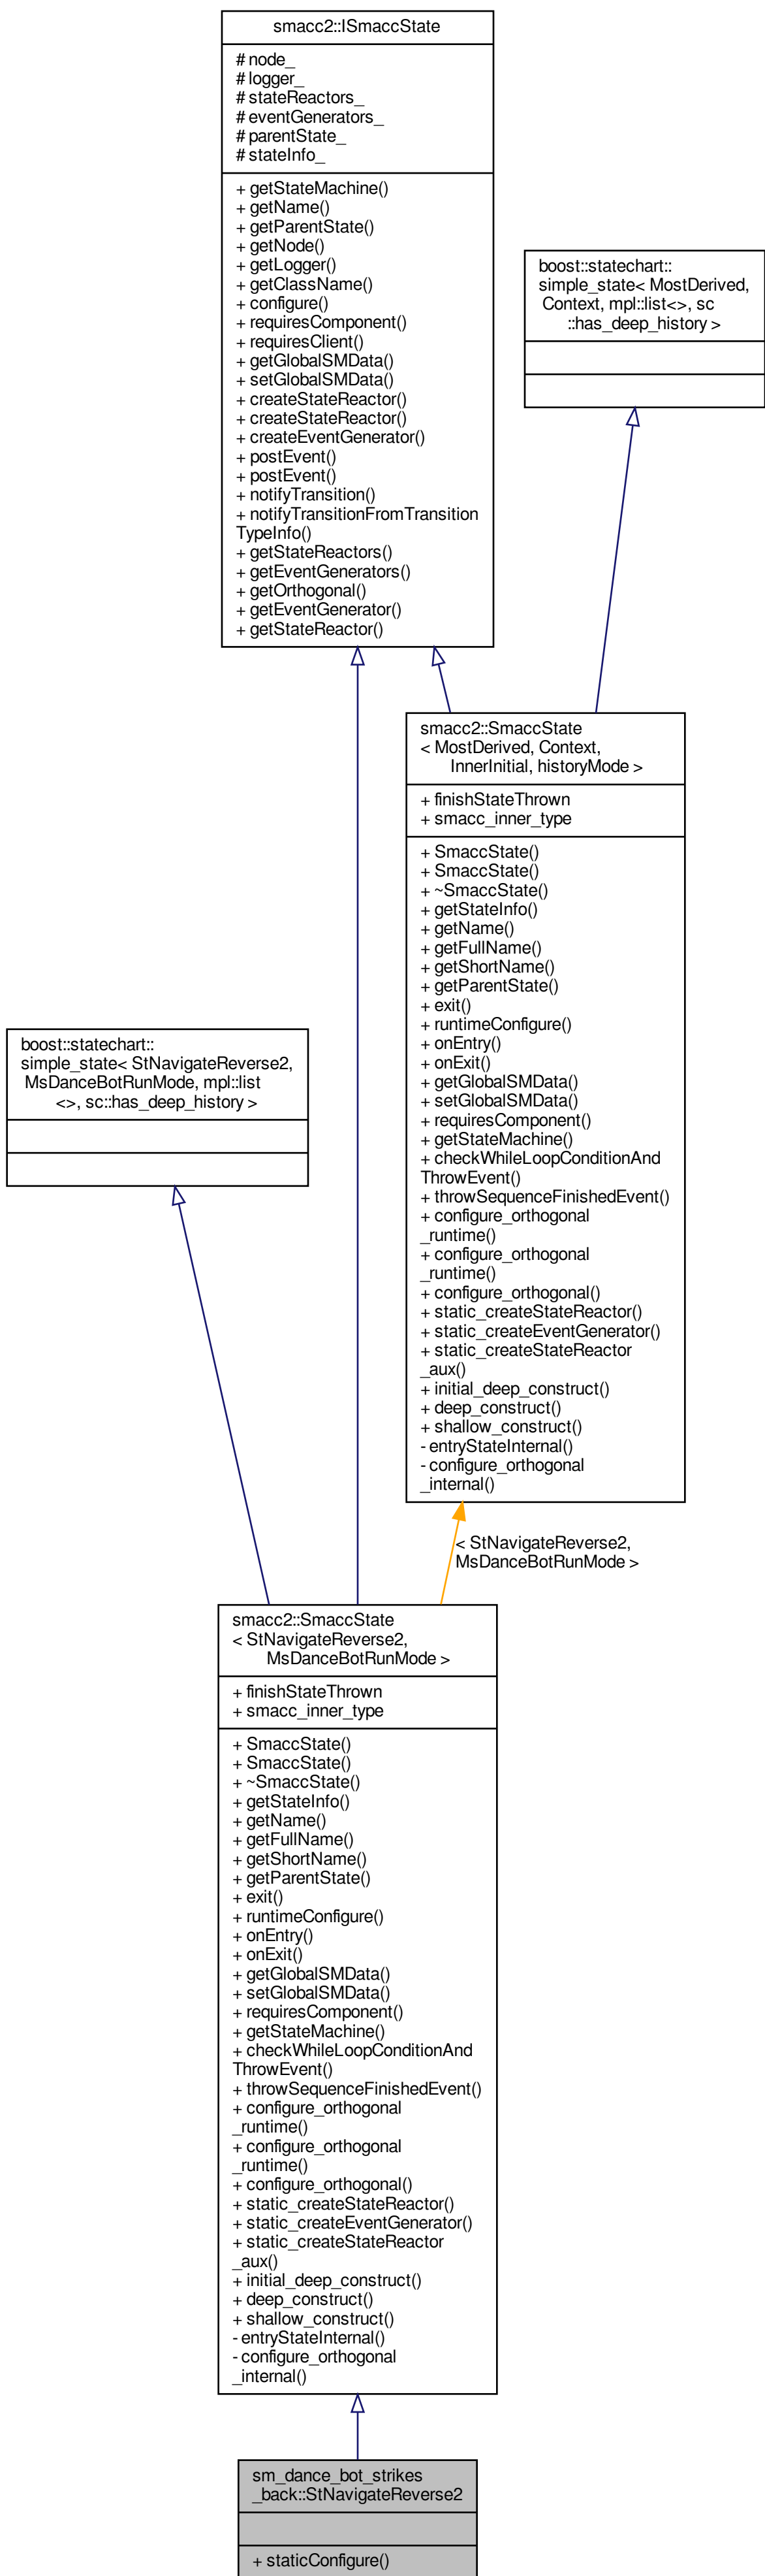 smacc2::ISmaccState
# node_
# logger_
# stateReactors_
# eventGenerators_
# parentState_
# stateInfo_
+ getStateMachine()
+ getName()
+ getParentState()
+ getNode()
+ getLogger()
+ getClassName()
+ configure()
+ requiresComponent()
+ requiresClient()
+ getGlobalSMData()
+ setGlobalSMData()
+ createStateReactor()
+ createStateReactor()
+ createEventGenerator()
+ postEvent()
+ postEvent()
+ notifyTransition()
+ notifyTransitionFromTransition
TypeInfo()
+ getStateReactors()
+ getEventGenerators()
+ getOrthogonal()
+ getEventGenerator()
+ getStateReactor()
boost::statechart::
simple_state< MostDerived,
Context, mpl::list<>, sc
::has_deep_history >
smacc2::SmaccState
< MostDerived, Context,
InnerInitial, historyMode >
+ finishStateThrown
+ smacc_inner_type
+ SmaccState()
+ SmaccState()
+ ~SmaccState()
+ getStateInfo()
+ getName()
+ getFullName()
+ getShortName()
+ getParentState()
+ exit()
+ runtimeConfigure()
+ onEntry()
+ onExit()
+ getGlobalSMData()
+ setGlobalSMData()
+ requiresComponent()
+ getStateMachine()
+ checkWhileLoopConditionAnd
ThrowEvent()
+ throwSequenceFinishedEvent()
+ configure_orthogonal
_runtime()
+ configure_orthogonal
_runtime()
+ configure_orthogonal()
+ static_createStateReactor()
+ static_createEventGenerator()
+ static_createStateReactor
_aux()
+ initial_deep_construct()
+ deep_construct()
+ shallow_construct()
- entryStateInternal()
- configure_orthogonal
_internal()
boost::statechart::
simple_state< StNavigateReverse2,
MsDanceBotRunMode, mpl::list
<>, sc::has_deep_history >
< StNavigateReverse2,
MsDanceBotRunMode >
smacc2::SmaccState
< StNavigateReverse2,
MsDanceBotRunMode >
+ finishStateThrown
+ smacc_inner_type
+ SmaccState()
+ SmaccState()
+ ~SmaccState()
+ getStateInfo()
+ getName()
+ getFullName()
+ getShortName()
+ getParentState()
+ exit()
+ runtimeConfigure()
+ onEntry()
+ onExit()
+ getGlobalSMData()
+ setGlobalSMData()
+ requiresComponent()
+ getStateMachine()
+ checkWhileLoopConditionAnd
ThrowEvent()
+ throwSequenceFinishedEvent()
+ configure_orthogonal
_runtime()
+ configure_orthogonal
_runtime()
+ configure_orthogonal()
+ static_createStateReactor()
+ static_createEventGenerator()
+ static_createStateReactor
_aux()
+ initial_deep_construct()
+ deep_construct()
+ shallow_construct()
- entryStateInternal()
- configure_orthogonal
_internal()
sm_dance_bot_strikes
_back::StNavigateReverse2
+ staticConfigure()